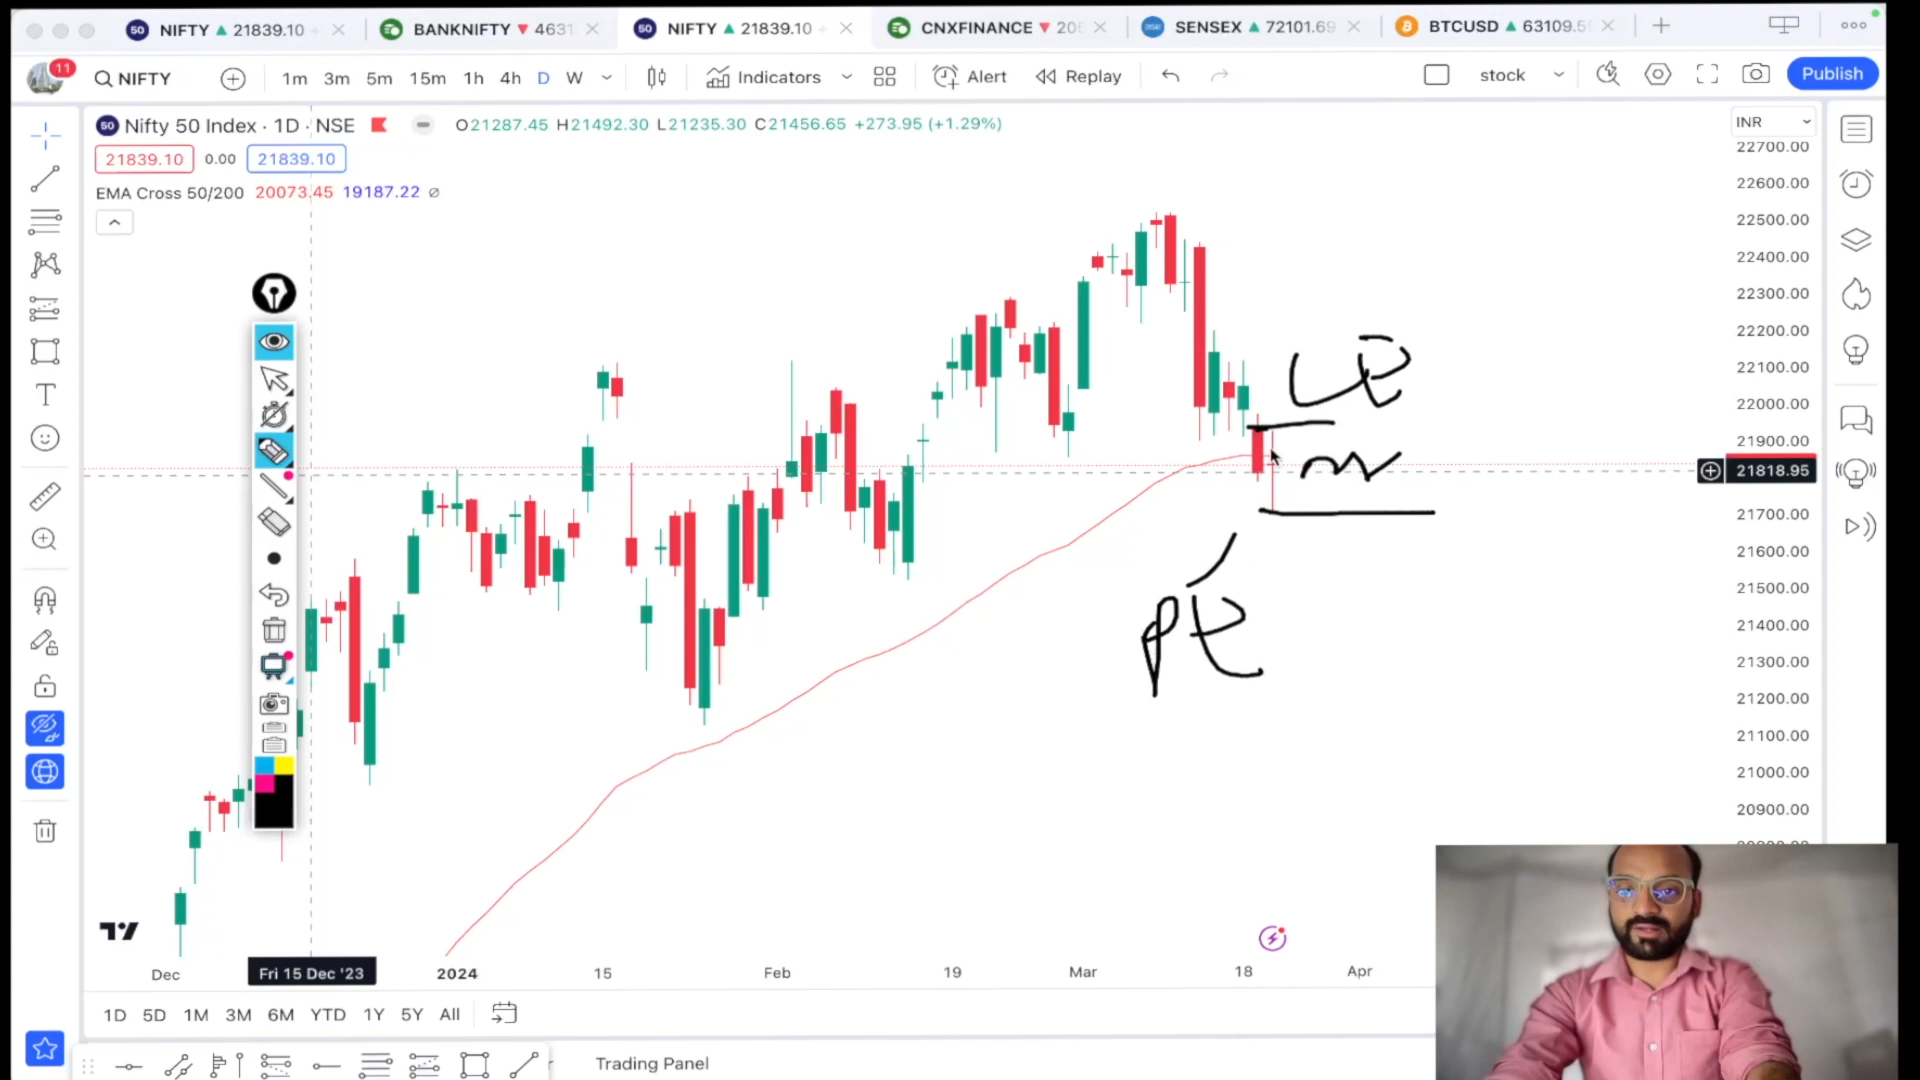 50 NIFTY 21839.10
BANKNIFTY 4631
50 NIFTY 21839.10
CNXFINANCE 20
SENSEX 72101.69
BTCUSD 63109.5
11
NIFTY
1m 3m 5m 15m 1h 4h D W
Indicators
Alert
Replay
stock
Publish
50 Nifty 50 Index · 1D · NSE
O21287.45 H21492.30 L21235.30 C21456.65 +273.95 (+1.29%)
INR
21839.10 0.00 21839.10
EMA Cross 50/200 20073.45 19187.22 ∅
22700.00
22600.00
22500.00
22400.00
22300.00
22200.00
22100.00
22000.00
21900.00
21818.95
21700.00
21600.00
21500.00
21400.00
21300.00
21200.00
21100.00
21000.00
20900.00
PE
Dec Fri 15 Dec '23 2024 15 Feb 19 Mar 18 Apr
1D 5D 1M 3M 6M YTD 1Y 5Y All
Trading Panel